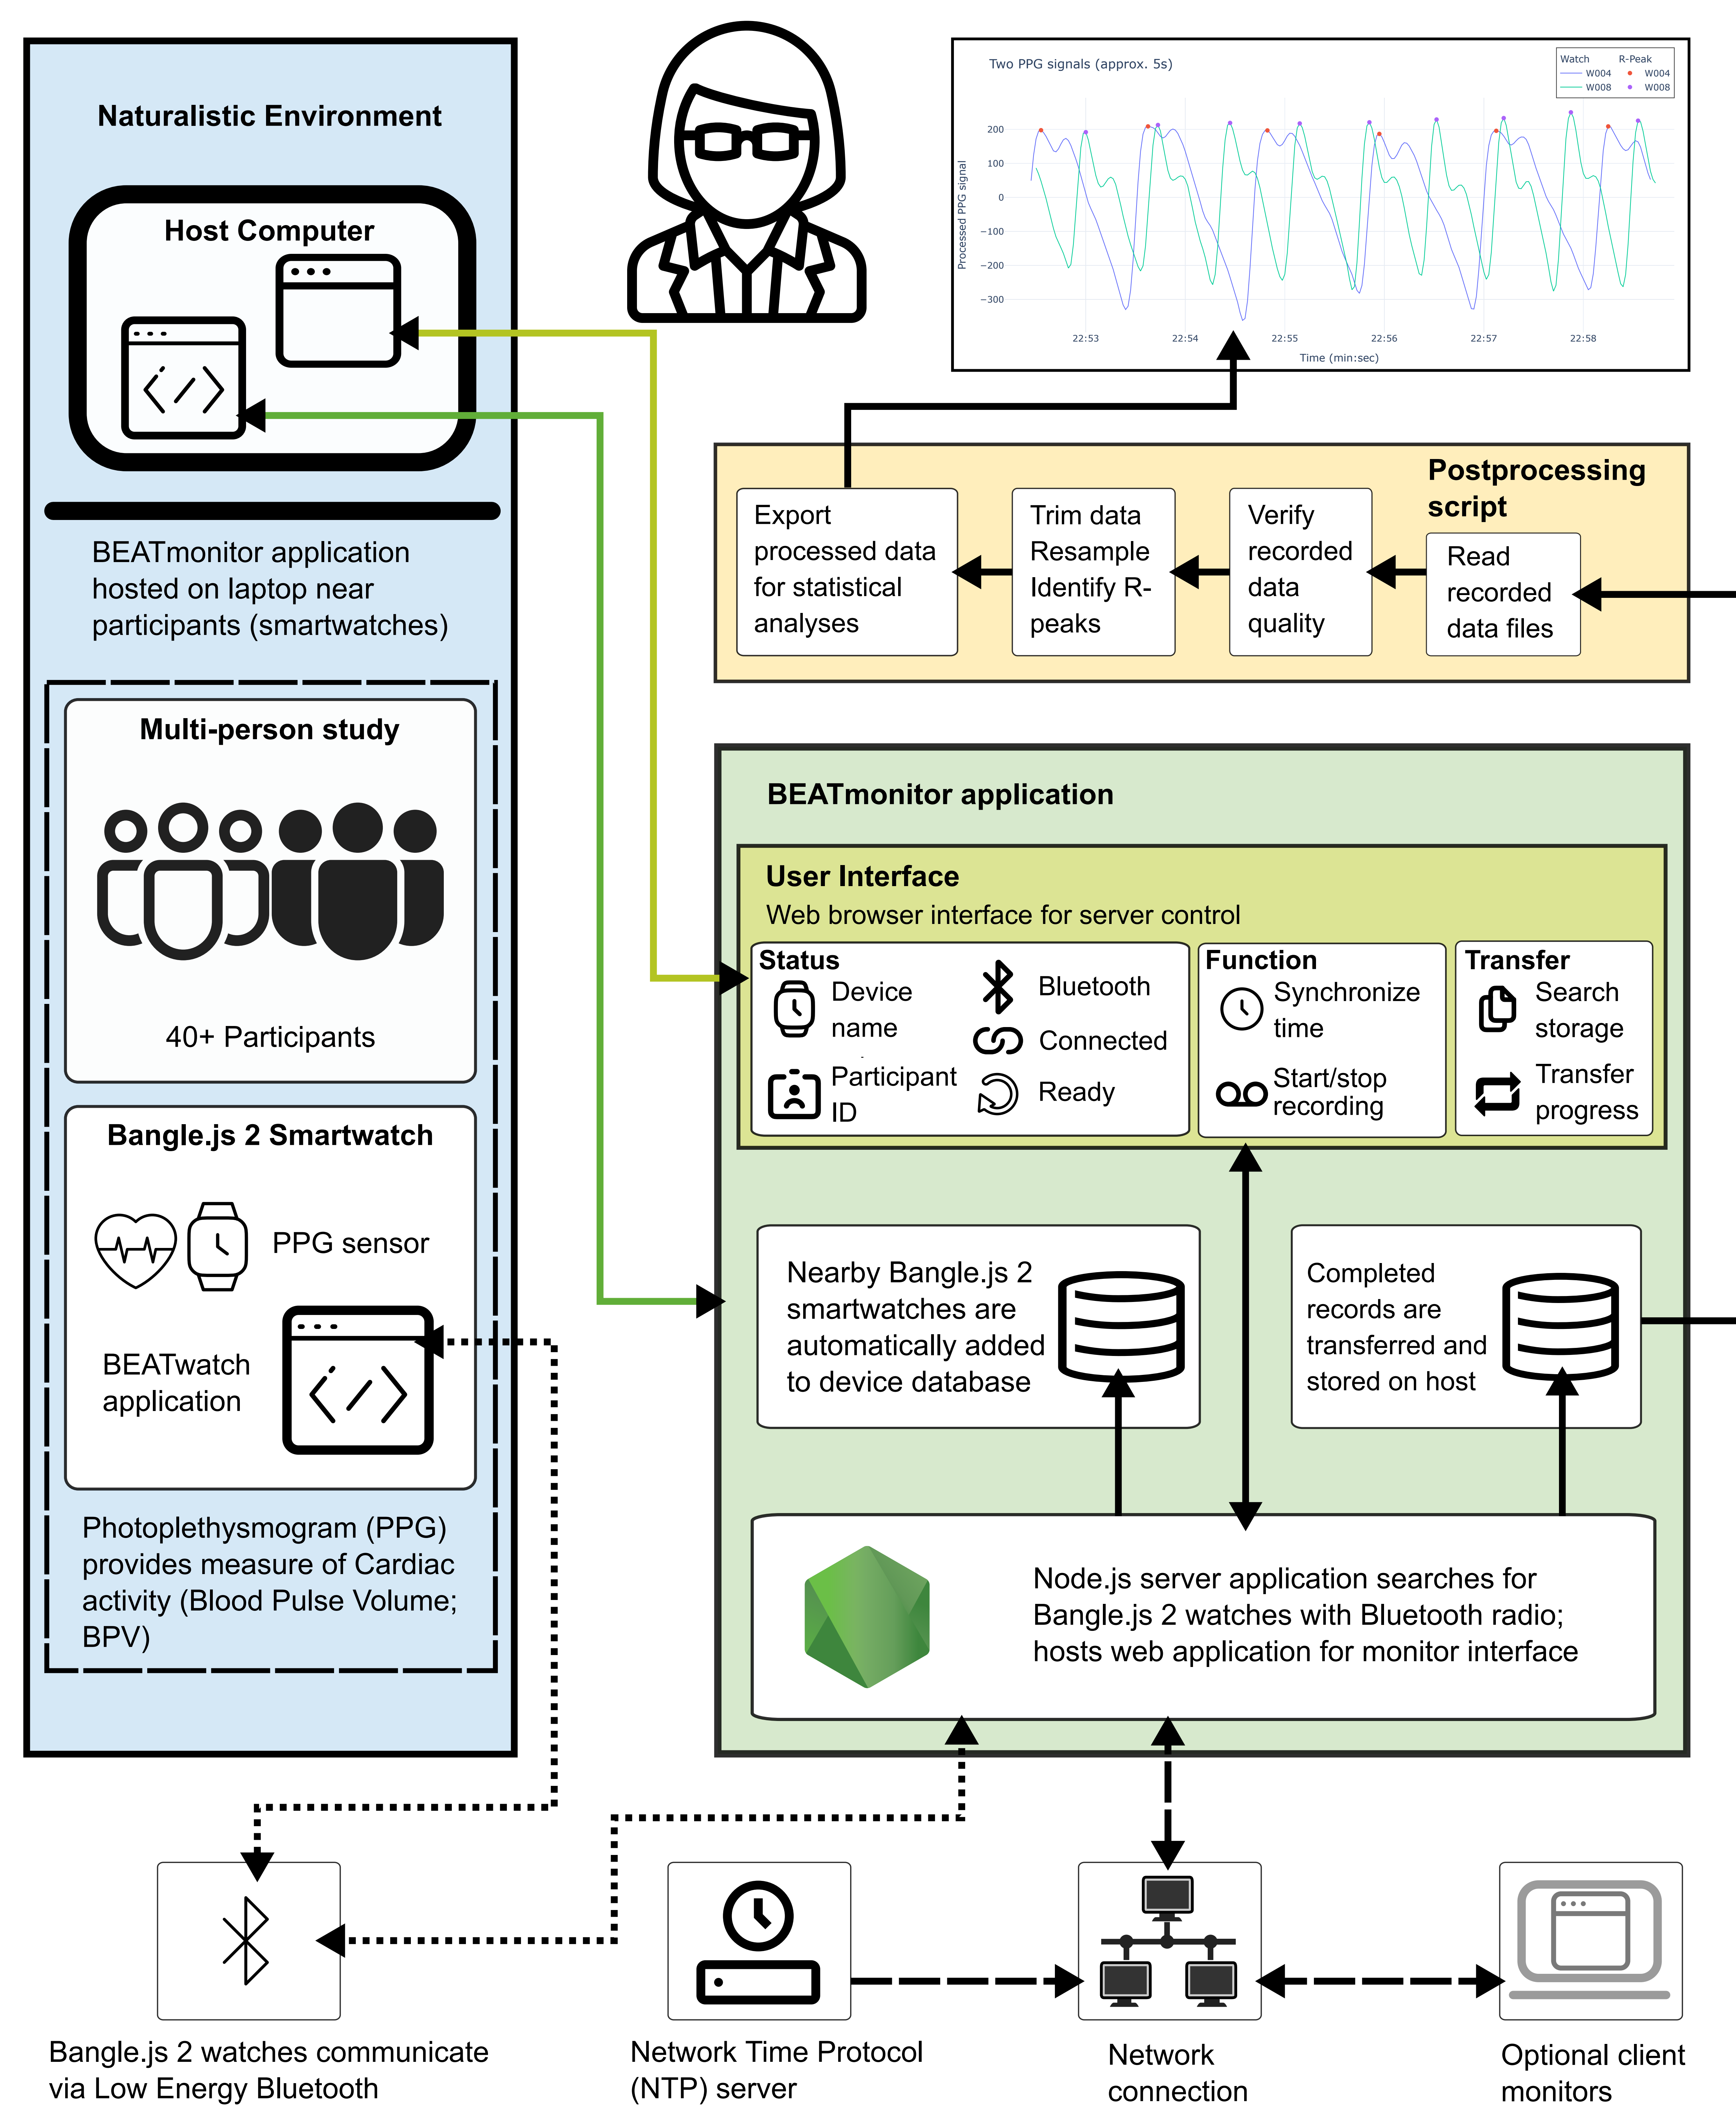 Naturalistic Environment
Host Computer
BEATmonitor application
hosted on laptop near
participants (smartwatches)
Multi-person study
40+ Participants
Bangle.js 2 Smartwatch
PPG sensor
BEATwatch
application
Photoplethysmogram (PPG)
provides measure of Cardiac
activity (Blood Pulse Volume;
BPV)
Two PPG signals (approx. 5s)
Watch R-Peak
W004 W004
W008 W008
Processed PPG signal
200
100
0
−100
−200
−300
22:53 22:54 22:55 22:56 22:57 22:58
Time (min:sec)
Postprocessing
script
Export
processed data
for statistical
analyses
Trim data
Resample
Identify R-
peaks
Verify
recorded
data
quality
Read
recorded
data files
BEATmonitor application
User Interface
Web browser interface for server control
Status
Device
name
Participant
ID
Bluetooth
Connected
Ready
Function
Synchronize
time
Start/stop
recording
Transfer
Search
storage
Transfer
progress
Nearby Bangle.js 2
smartwatches are
automatically added
to device database
Completed
records are
transferred and
stored on host
Node.js server application searches for
Bangle.js 2 watches with Bluetooth radio;
hosts web application for monitor interface
Bangle.js 2 watches communicate
via Low Energy Bluetooth
Network Time Protocol
(NTP) server
Network
connection
Optional client
monitors